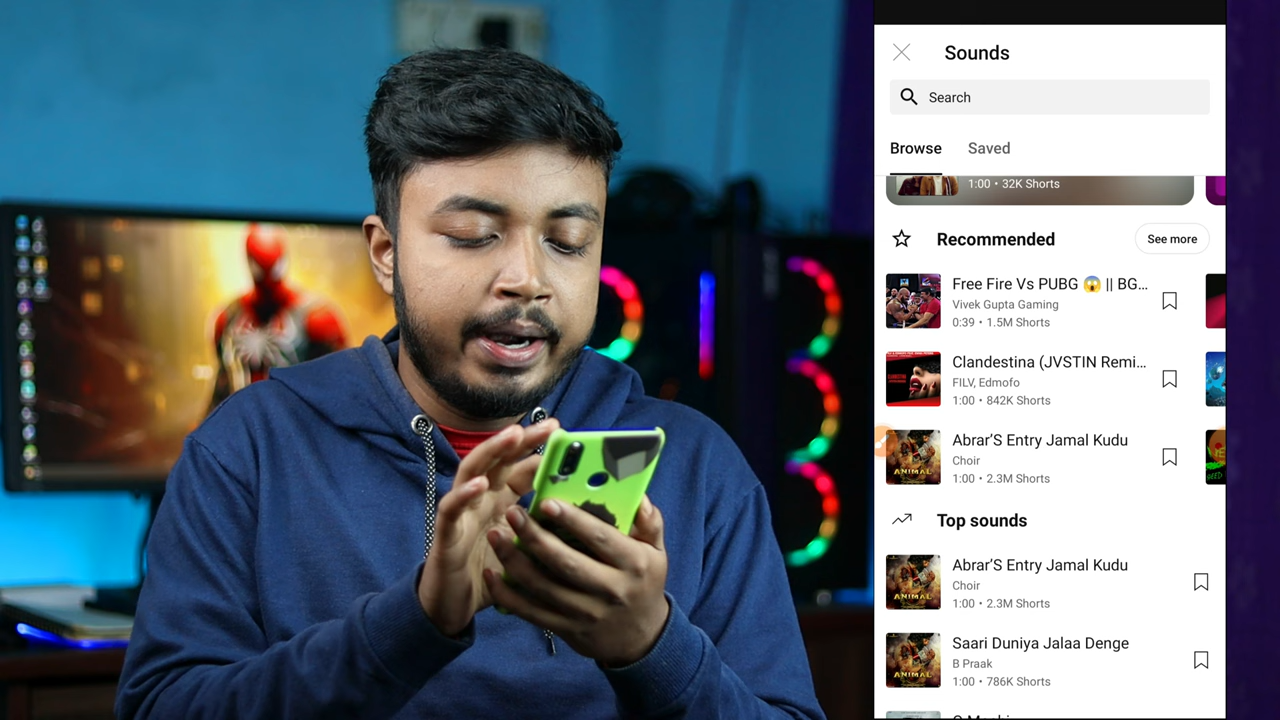 Sounds
Search
Browse
Saved
1:00 • 32K Shorts
Recommended
See more
Free Fire Vs PUBG 😱 || BG...
Vivek Gupta Gaming
0:39 • 1.5M Shorts
Clandestina (JVSTIN Remi...
FILV, Edmofo
1:00 • 842K Shorts
Abrar’S Entry Jamal Kudu
Choir
1:00 • 2.3M Shorts
ANIMAL
Top sounds
Abrar’S Entry Jamal Kudu
Choir
1:00 • 2.3M Shorts
ANIMAL
Saari Duniya Jalaa Denge
B Praak
1:00 • 786K Shorts
ANIMAL